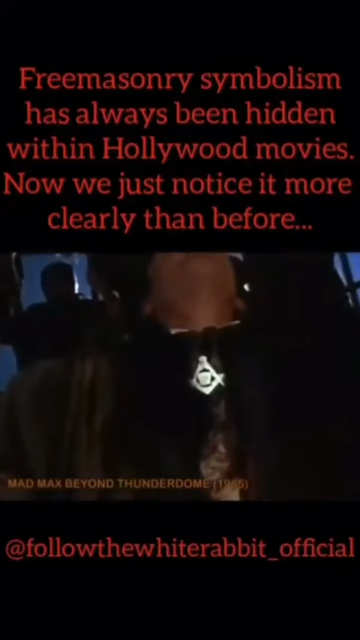 Freemasonry symbolism
has always been hidden
within Hollywood movies.
Now we just notice it more
clearly than before...
MAD MAX BEYOND THUNDERDOME (1985)
@followthewhiterabbit_official